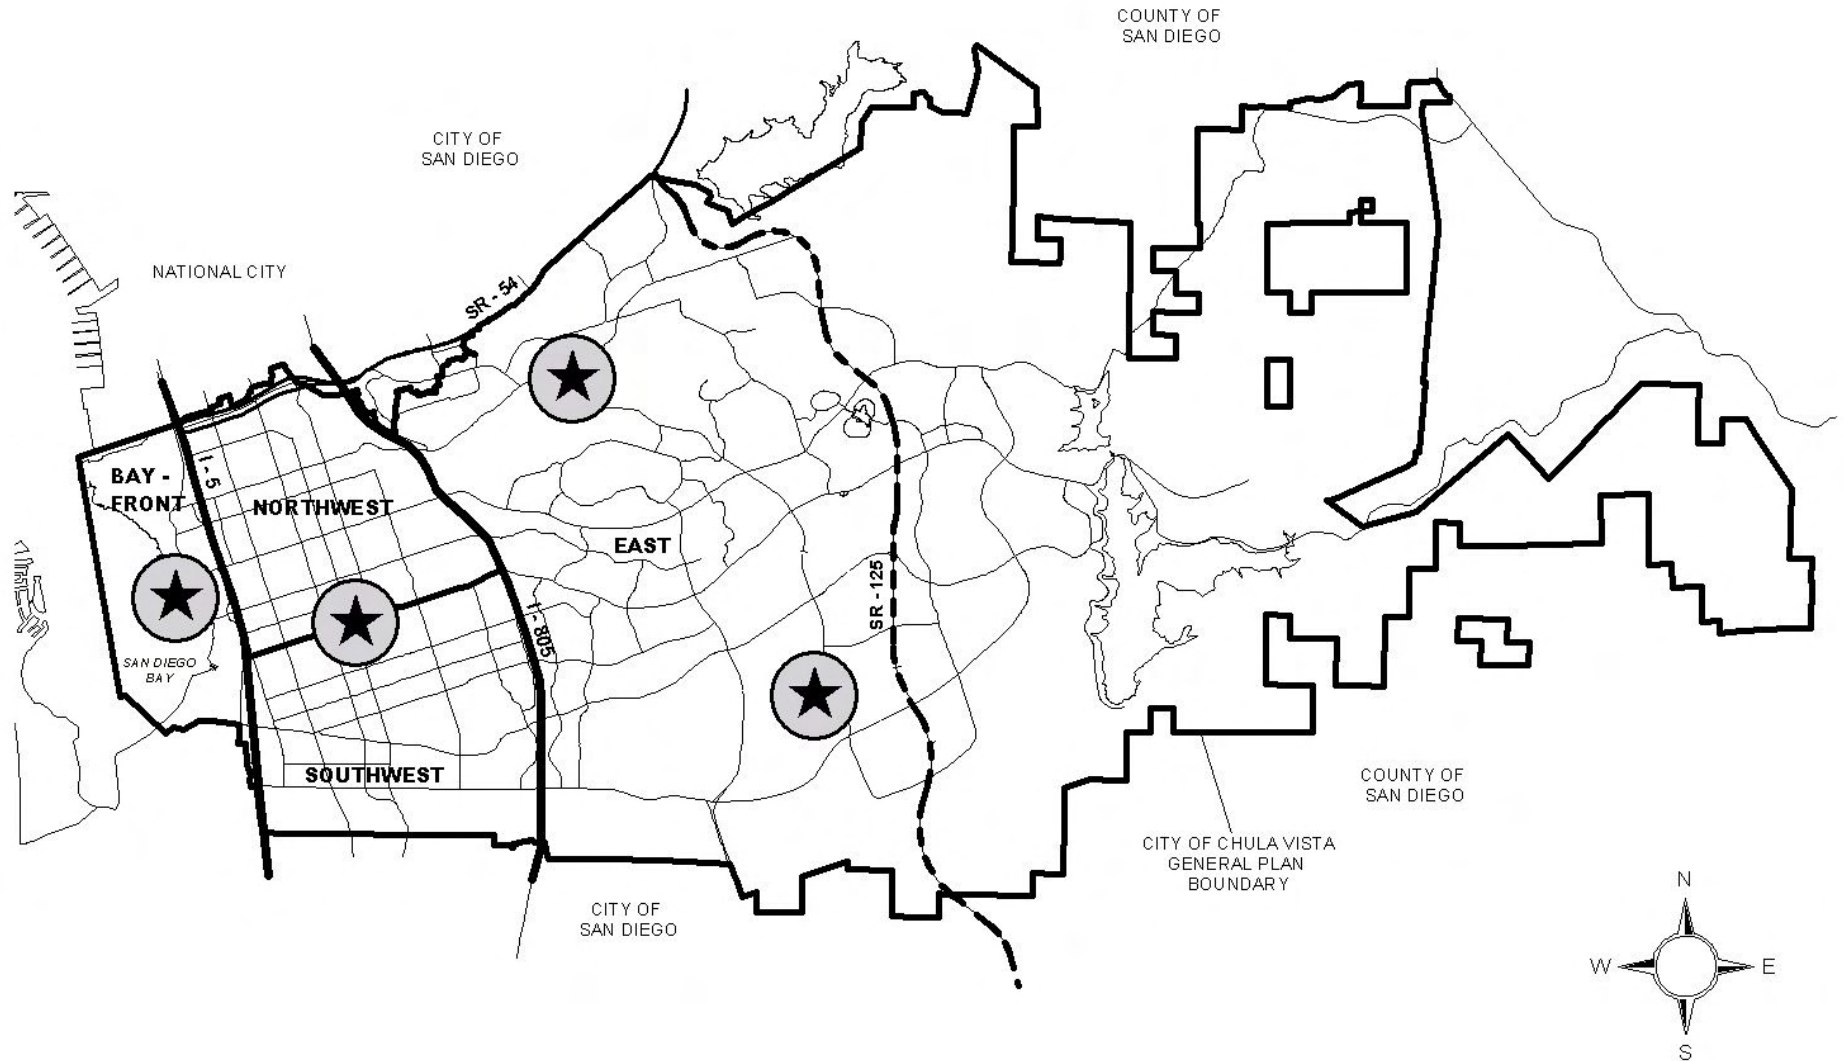 COUNTY OF
SAN DIEGO
CITY OF
SAN DIEGO
NATIONAL CITY
SR - 54
BAY -
FRONT
I - 5
NORTHWEST
EAST
SR - 125
I - 805
SAN DIEGO
BAY
SOUTHWEST
COUNTY OF
SAN DIEGO
CITY OF CHULA VISTA
GENERAL PLAN
BOUNDARY
CITY OF
SAN DIEGO
N
W
E
S